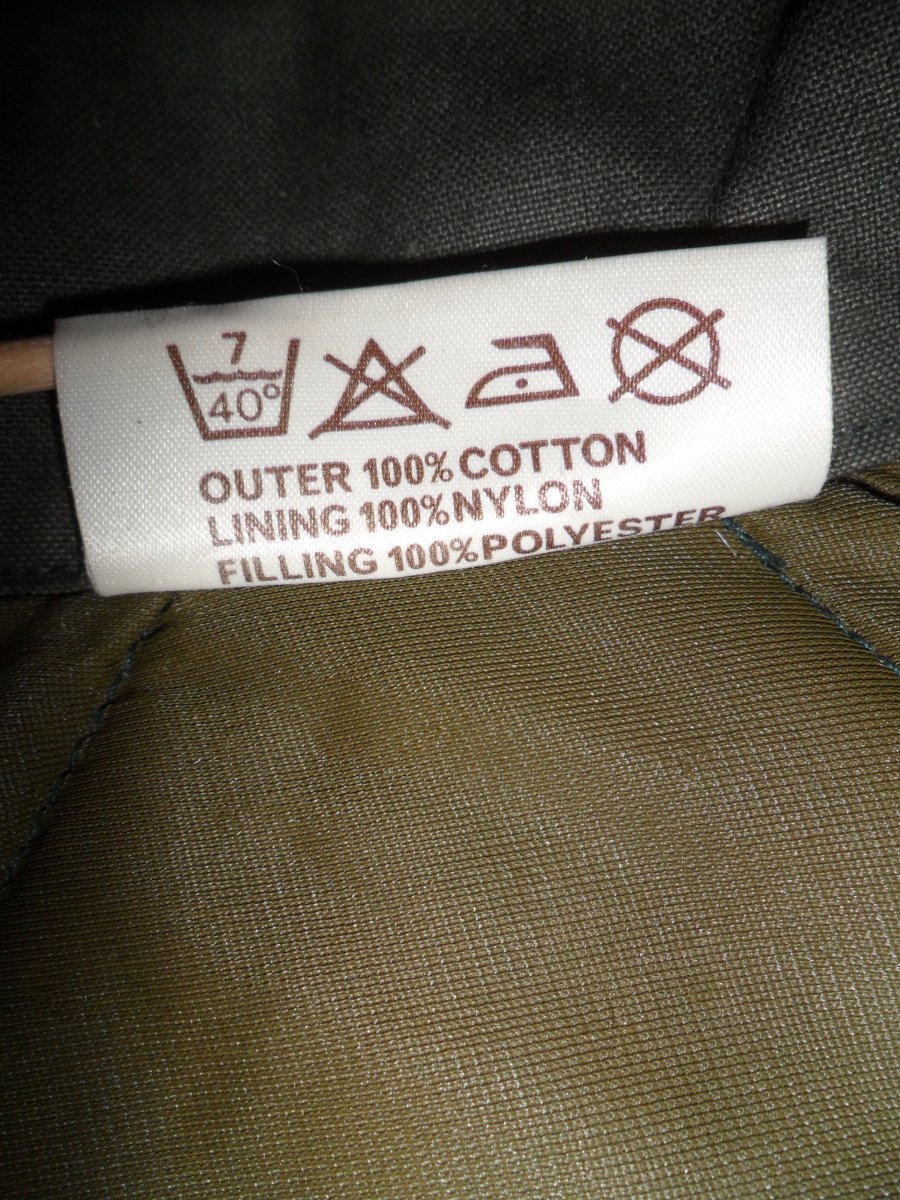 7
40°
OUTER 100% COTTON
LINING 100% NYLON
FILLING 100% POLYESTER